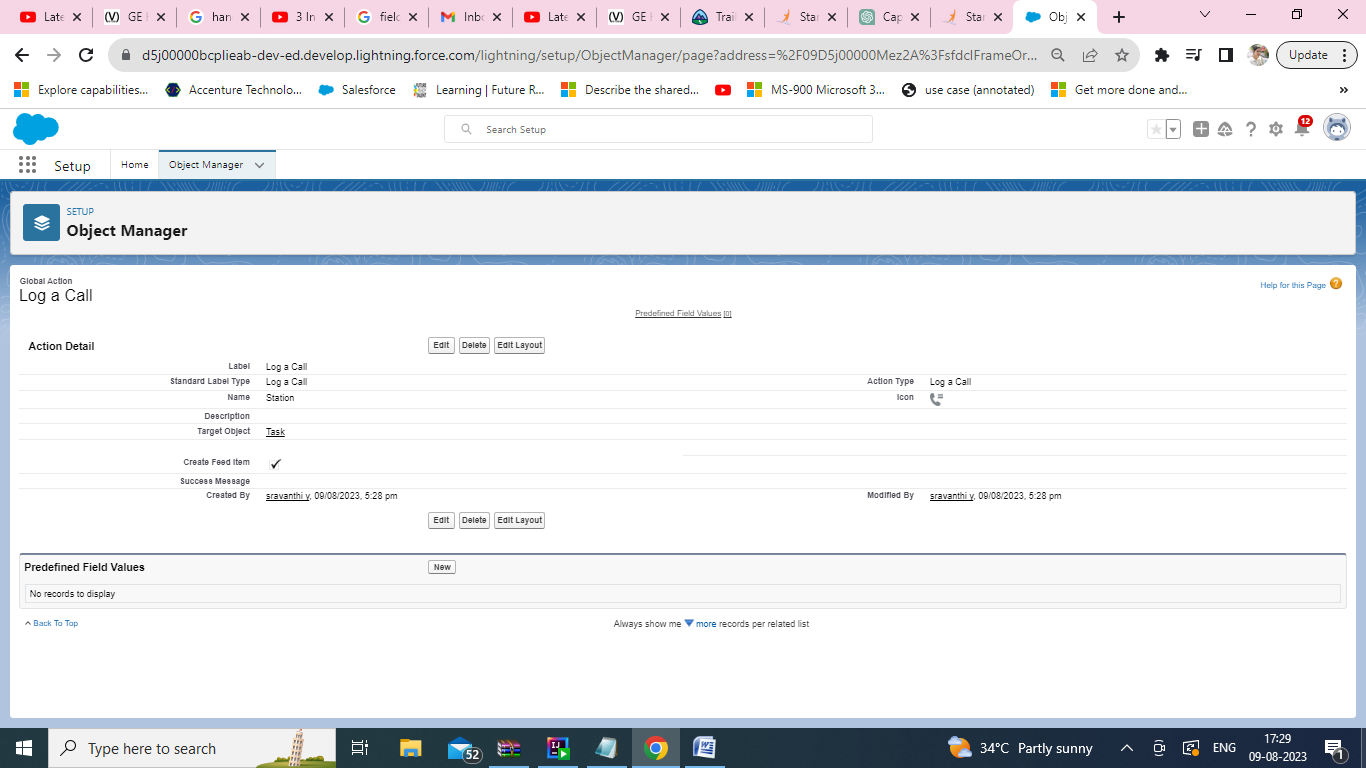 Late
GE I
han
3 In
field
Inbo
Late
GE I
Trai
Star
Cap
Star
Obj
d5j00000bcplieab-dev-ed.develop.lightning.force.com/lightning/setup/ObjectManager/page?address=%2F09D5j00000Mez2A%3FsfdcIFrameOr...
Update
Explore capabilities...
Accenture Technolo...
Salesforce
Learning | Future R...
Describe the shared...
MS-900 Microsoft 3...
use case (annotated)
Get more done and...
»
Search Setup
12
Setup
Home
Object Manager
SETUP
Object Manager
Global Action
Log a Call
Help for this Page
Predefined Field Values [0]
Action Detail
Edit
Delete
Edit Layout
Label Log a Call
Standard Label Type Log a Call
Action Type Log a Call
Name Station
Icon
Description
Target Object Task
Create Feed Item
Success Message
Created By sravanthi y, 09/08/2023, 5:28 pm
Modified By sravanthi y, 09/08/2023, 5:28 pm
Edit
Delete
Edit Layout
Predefined Field Values
New
No records to display
Back To Top
Always show me more records per related list
Type here to search
52
34°C Partly sunny
ENG
17:29
09-08-2023
1